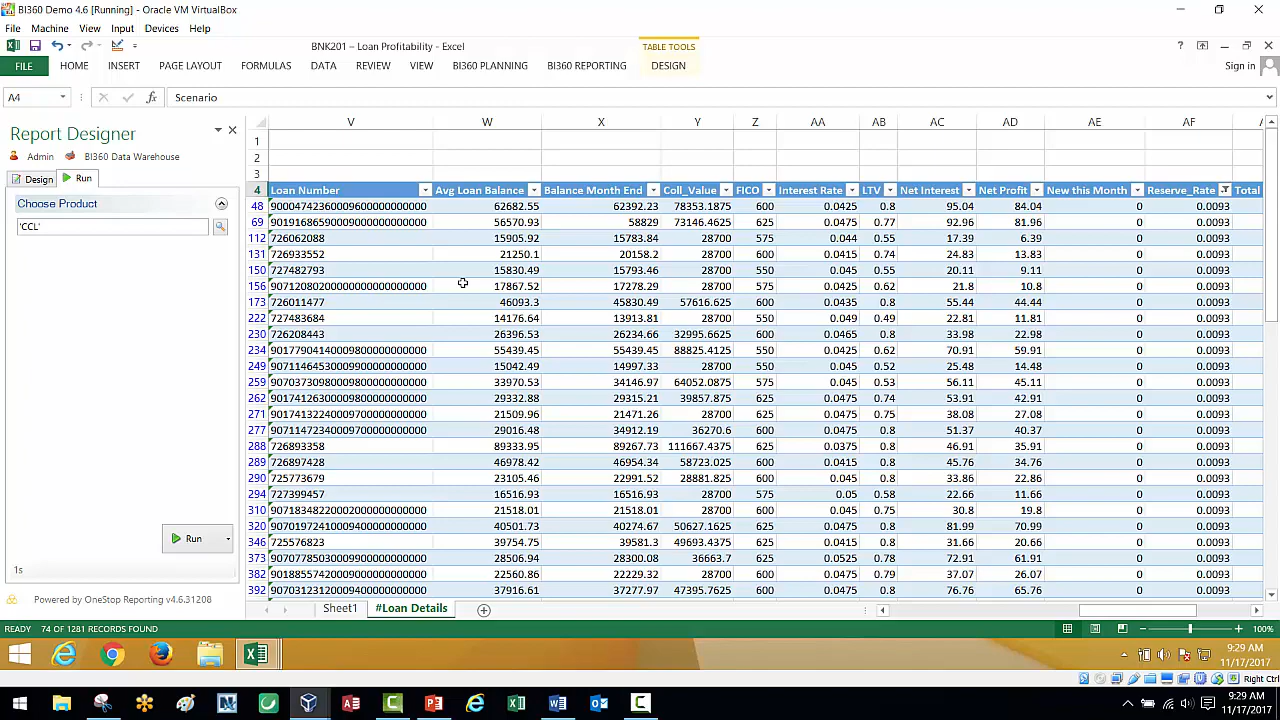 BI360 Demo 4.6 [Running] - Oracle VM VirtualBox
File Machine View Input Devices Help
BNK201 – Loan Profitability - Excel
TABLE TOOLS
FILE HOME INSERT PAGE LAYOUT FORMULAS DATA REVIEW VIEW BI360 PLANNING BI360 REPORTING DESIGN Sign in
A4 fx Scenario
Report Designer
Admin BI360 Data Warehouse
Design Run
Choose Product
'CCL'
Run
1s
Powered by OneStop Reporting v4.6.31208
V W X Y Z AA AB AC AD AE AF A
1
2
3
4 Loan Number Avg Loan Balance Balance Month End Coll_Value FICO Interest Rate LTV Net Interest Net Profit New this Month Reserve_Rate Total
48 9000474236000960000000000 62682.55 62392.23 78353.1875 600 0.0425 0.8 95.04 84.04 0 0.0093
69 9019168659000900000000000 56570.93 58829 73146.4625 625 0.0475 0.77 92.96 81.96 0 0.0093
112 726062088 15905.92 15783.84 28700 575 0.044 0.55 17.39 6.39 0 0.0093
131 726933552 21250.1 20158.2 28700 600 0.0415 0.74 24.83 13.83 0 0.0093
150 727482793 15830.49 15793.46 28700 550 0.045 0.55 20.11 9.11 0 0.0093
156 9071208020000000000000000 17867.52 17278.29 28700 625 0.0425 0.62 21.8 10.8 0 0.0093
173 726011477 46093.3 45830.49 57616.625 600 0.0435 0.8 55.44 44.44 0 0.0093
222 727483684 14176.64 13913.81 28700 550 0.049 0.49 22.81 11.81 0 0.0093
230 726208443 26396.53 26234.66 32995.6625 600 0.0465 0.8 33.98 22.98 0 0.0093
234 9017790414000980000000000 55439.45 55439.45 88825.4125 550 0.0425 0.62 70.91 59.91 0 0.0093
249 9071146453000990000000000 15042.49 14997.33 28700 550 0.045 0.52 25.48 14.48 0 0.0093
259 9070373098000980000000000 33970.53 34146.97 64052.0875 575 0.045 0.53 56.11 45.11 0 0.0093
262 9017412630009800000000000 29332.88 29315.21 39857.875 600 0.0475 0.74 53.91 42.91 0 0.0093
271 9017413224000970000000000 21509.96 21471.26 28700 625 0.0475 0.75 38.08 27.08 0 0.0093
277 9071147234000970000000000 29016.48 34912.19 36270.6 625 0.0475 0.8 51.37 40.37 0 0.0093
288 726893358 89333.95 89267.73 111667.4375 625 0.0375 0.8 46.91 35.91 0 0.0093
289 726897428 46978.42 46954.34 58723.025 600 0.0415 0.8 45.76 34.76 0 0.0093
290 725773679 23105.46 22991.52 28881.825 600 0.045 0.8 33.86 22.86 0 0.0093
294 727399457 16516.93 16516.93 28700 575 0.05 0.58 22.66 11.66 0 0.0093
310 9071834822000200000000000 21518.01 21518.01 28700 600 0.045 0.75 30.8 19.8 0 0.0093
320 9070197241000940000000000 40501.73 40274.67 50627.1625 625 0.0475 0.8 81.99 70.99 0 0.0093
346 725576823 39754.75 39581.3 49693.4375 625 0.0415 0.8 31.66 20.66 0 0.0093
373 9070778503000990000000000 28506.94 28300.08 36663.7 625 0.0525 0.78 72.91 61.91 0 0.0093
382 9018855742000900000000000 22560.86 22229.32 28700 600 0.0475 0.79 37.07 26.07 0 0.0093
392 9070312312000940000000000 37916.61 37277.97 47395.7625 600 0.0475 0.8 76.76 65.76 0 0.0093
Sheet1 #Loan Details
READY 74 OF 1281 RECORDS FOUND 100%
9:29 AM
11/17/2017
Right Ctrl
9:29 AM
11/17/2017